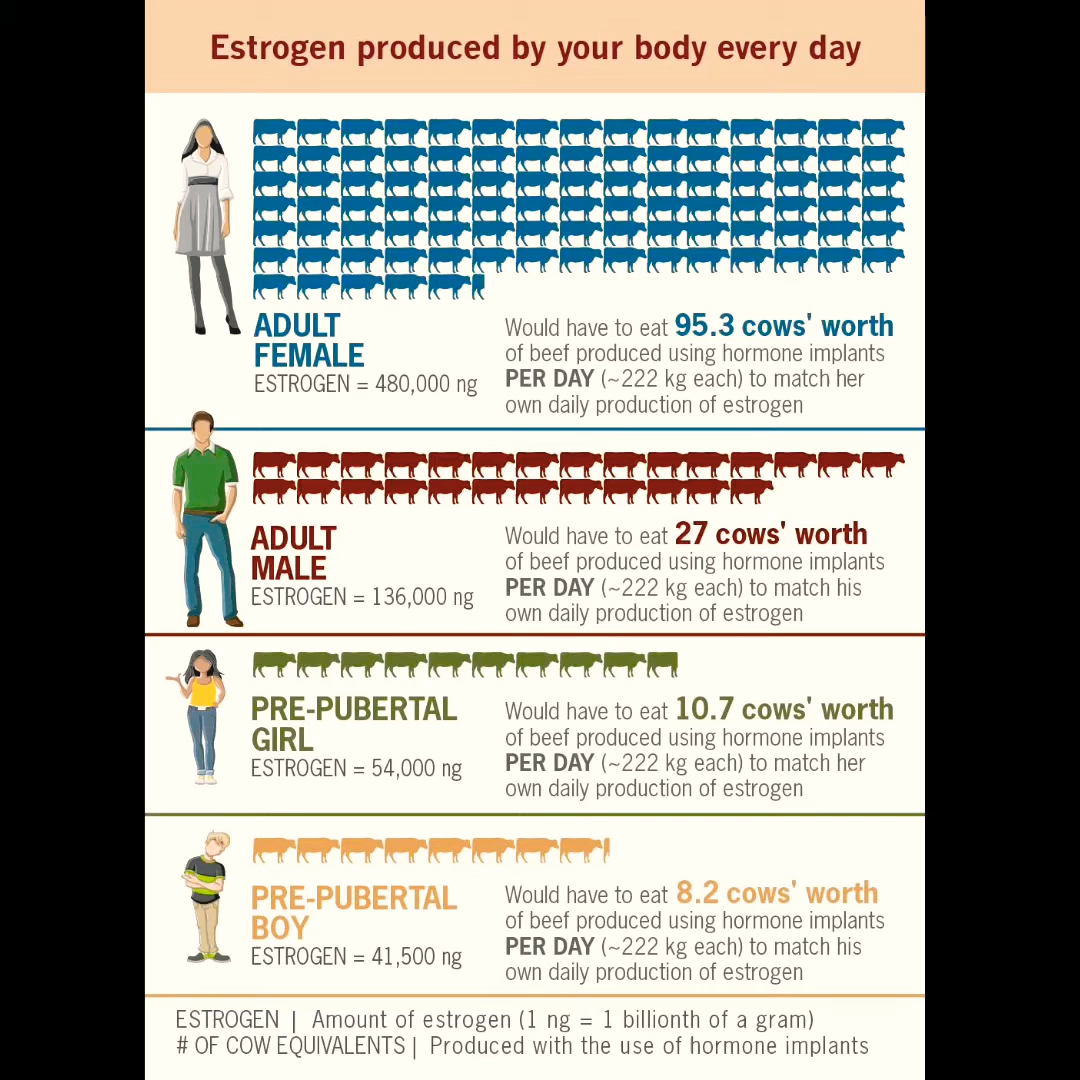 Estrogen produced by your body every day
ADULT
FEMALE
ESTROGEN = 480,000 ng
Would have to eat 95.3 cows' worth
of beef produced using hormone implants
PER DAY (~222 kg each) to match her
own daily production of estrogen
ADULT
MALE
ESTROGEN = 136,000 ng
Would have to eat 27 cows' worth
of beef produced using hormone implants
PER DAY (~222 kg each) to match his
own daily production of estrogen
PRE-PUBERTAL
GIRL
ESTROGEN = 54,000 ng
Would have to eat 10.7 cows' worth
of beef produced using hormone implants
PER DAY (~222 kg each) to match her
own daily production of estrogen
PRE-PUBERTAL
BOY
ESTROGEN = 41,500 ng
Would have to eat 8.2 cows' worth
of beef produced using hormone implants
PER DAY (~222 kg each) to match his
own daily production of estrogen
ESTROGEN | Amount of estrogen (1 ng = 1 billionth of a gram)
# OF COW EQUIVALENTS | Produced with the use of hormone implants